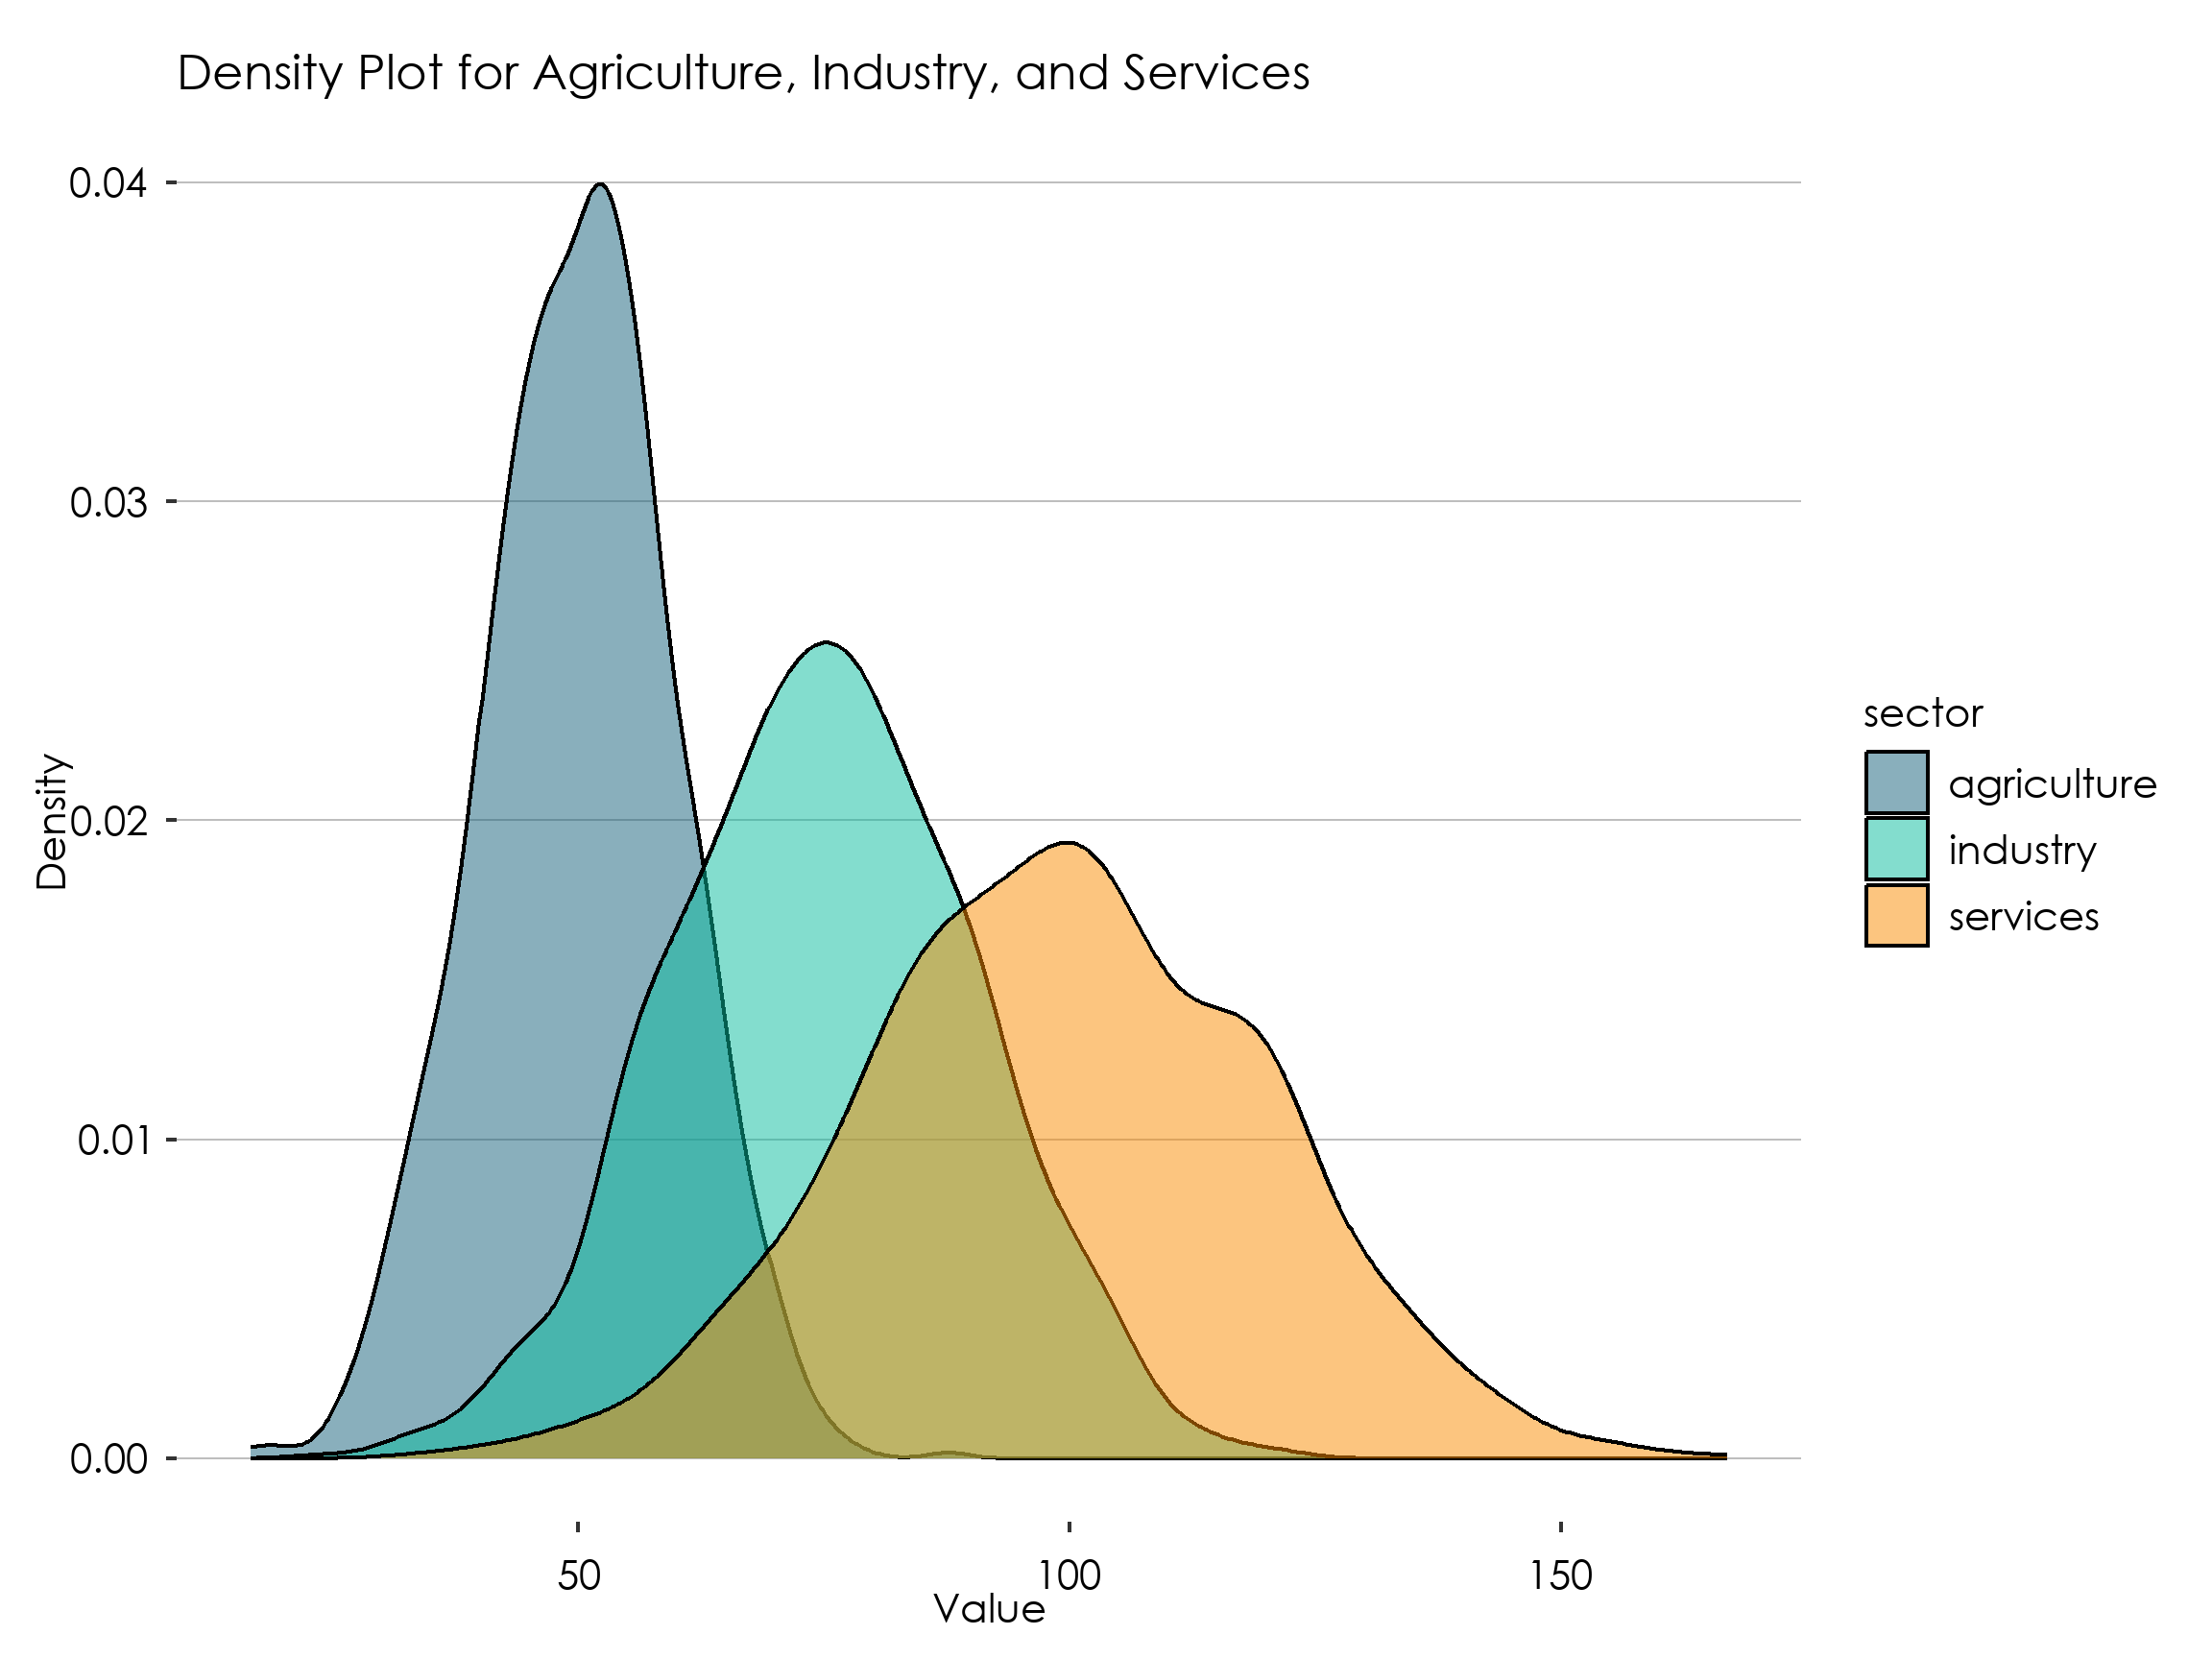 Density Plot for Agriculture, Industry, and Services
0.04
0.03
0.02
0.01
0.00
Density
50 100 150
Value
sector
agriculture
industry
services